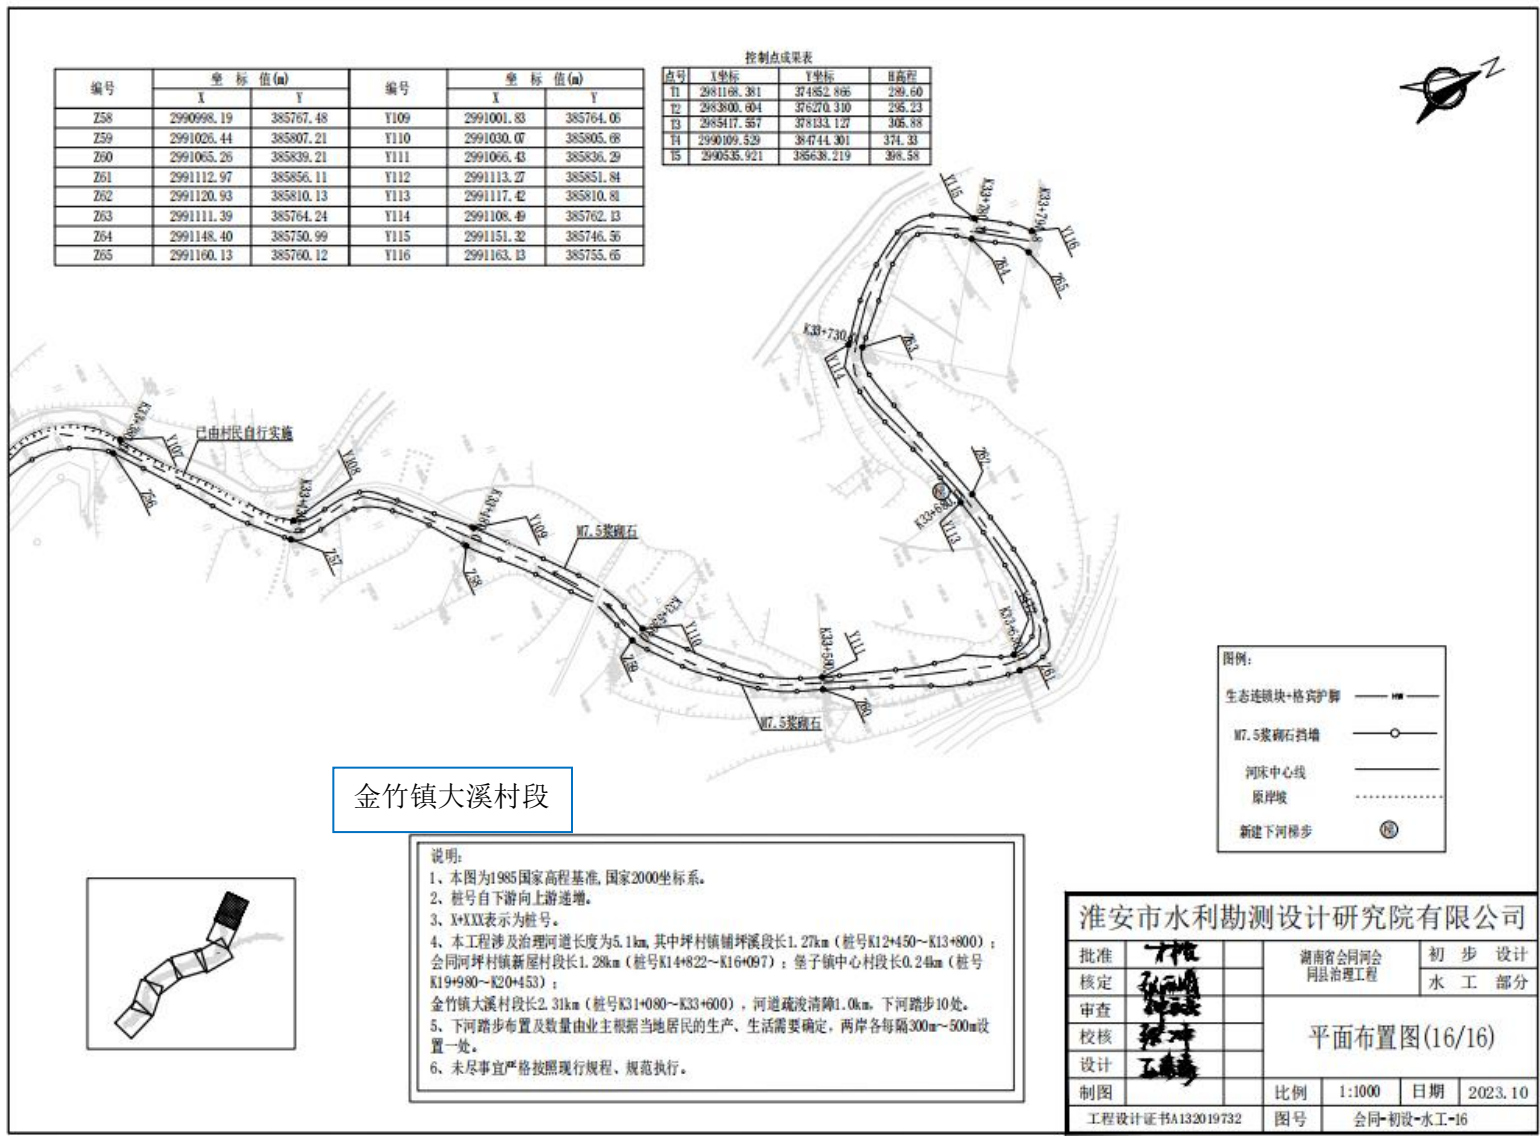 控制点成果表
编号 坐 标 值(m) 编号 坐 标 值(m)
X Y X Y
Z58 2990998.19 385767.48 Y109 2991001.83 385764.06
Z59 2991026.44 385807.21 Y110 2991030.07 385805.68
Z60 2991065.26 385839.21 Y111 2991066.43 385836.29
Z61 2991112.97 385856.11 Y112 2991113.27 385851.84
Z62 2991120.93 385810.13 Y113 2991117.42 385810.81
Z63 2991111.39 385764.24 Y114 2991108.49 385762.13
Z64 2991148.40 385750.99 Y115 2991151.32 385746.56
Z65 2991160.13 385760.12 Y116 2991163.13 385755.65
点号 X坐标 Y坐标 H高程
T1 2981168.381 374852.866 289.60
T2 2983800.604 376270.310 295.23
T3 2985417.557 378133.127 305.88
T4 2990109.529 384744.301 374.33
T5 2990535.921 385638.219 398.58
Z
Y115
Y116
Z64
Z65
K33+730
Y114
Z63
Z62
K33+680
Y113
Y107
已由村民自行实施
Y108
Z56
Z57
Y109
M7.5浆砌石
Z58
Y110
Z59
K33+580
Y111
Z60
Z61
M7.5浆砌石
金竹镇大溪村段
图例:
生态连锁块+格宾护脚
M7.5浆砌石挡墙
河床中心线
原岸坡
新建下河梯步
说明:
1、本图为1985国家高程基准,国家2000坐标系。
2、桩号自下游向上游递增。
3、X+XXX表示为桩号。
4、本工程涉及治理河道长度为5.1km,其中坪村镇铺坪溪段长1.27km（桩号K12+450～K13+800）;
会同河坪村镇新屋村段长1.28km（桩号K14+822～K16+097）; 堡子镇中心村段长0.24km（桩号
K19+980～K20+453）;
金竹镇大溪村段长2.31km（桩号K31+080～K33+600）, 河道疏浚清障1.0km, 下河踏步10处。
5、下河踏步布置及数量由业主根据当地居民的生产、生活需要确定, 两岸各每隔300m～500m设
置一处。
6、未尽事宜严格按照现行规程、规范执行。
淮安市水利勘测设计研究院有限公司
批准
核定
审查
校核
设计
制图
湖南省会同河会
同县治理工程
初 步 设计
水 工 部分
平面布置图(16/16)
比例 1:1000 日期 2023.10
工程设计证书A132019732 图号 会同-初设-水工-16